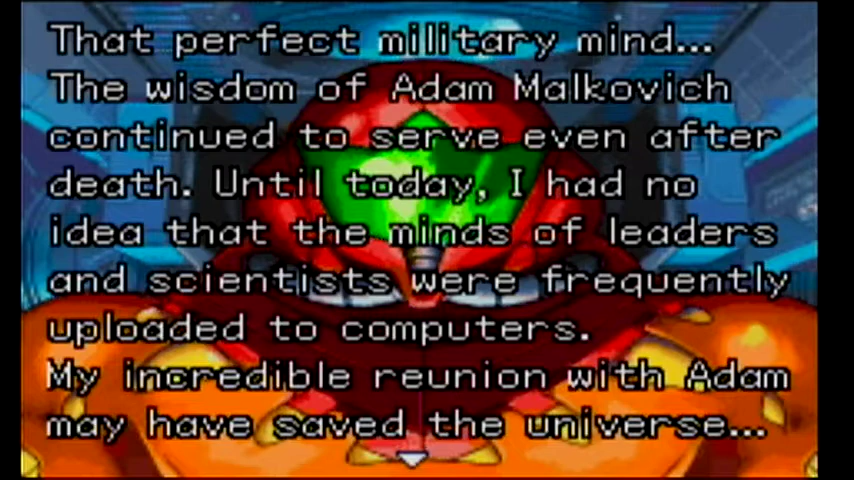 That perfect military mind...
The wisdom of Adam Malkovich
continued to serve even after
death. Until today, I had no
idea that the minds of leaders
and scientists were frequently
uploaded to computers.
My incredible reunion with Adam
may have saved the universe...